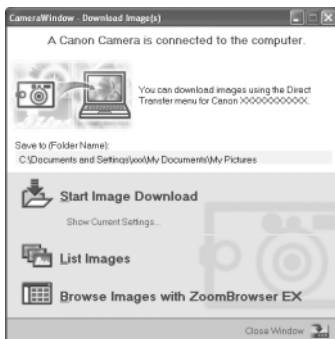 CameraWindow - Download Image(s)
A Canon Camera is connected to the computer.
You can download images using the Direct
Transfer menu for Canon XXXXXXXXXXX.
Save to (Folder Name):
C:\Documents and Settings\xxx\My Documents\My Pictures
Start Image Download
Show Current Settings...
List Images
Browse Images with ZoomBrowser EX
Close Window